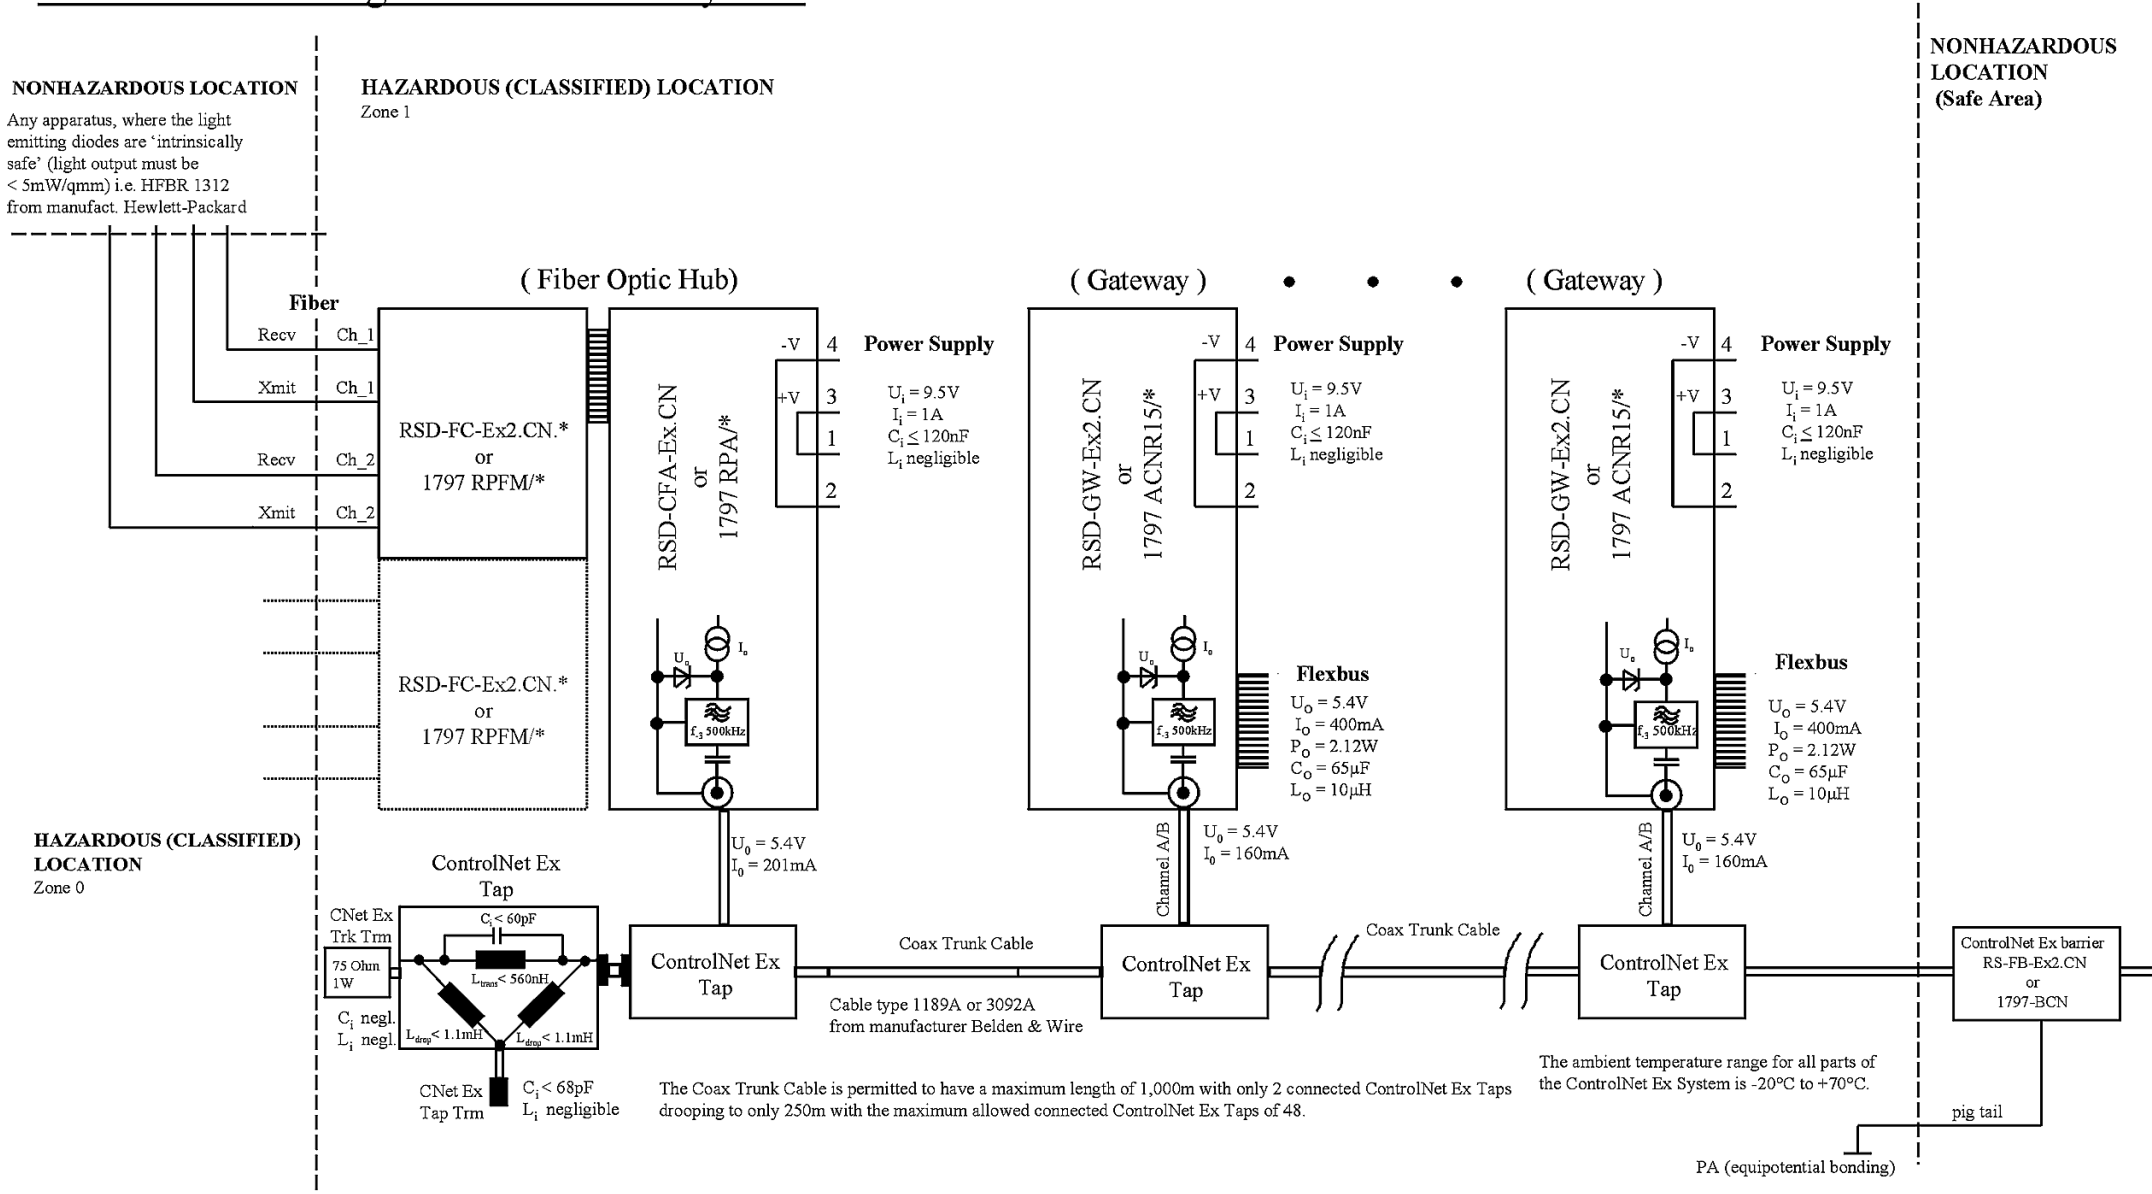 NONHAZARDOUS LOCATION
Any apparatus, where the light
emitting diodes are ‘intrinsically
safe’ (light output must be
< 5mW/qmm) i.e. HFBR 1312
from manufact. Hewlett-Packard
HAZARDOUS (CLASSIFIED) LOCATION
Zone 1
NONHAZARDOUS
LOCATION
(Safe Area)
( Fiber Optic Hub)
( Gateway )
( Gateway )
Fiber
Recv Ch_1
Xmit Ch_1
Recv Ch_2
Xmit Ch_2
RSD-FC-Ex2.CN.*
or
1797 RPFM/*
RSD-FC-Ex2.CN.*
or
1797 RPFM/*
RSD-CFA-Ex.CN
or
1797 RPA/*
-V 4
+V 3
1
2
Power Supply
Ui = 9.5V
Ii = 1A
Ci ≤ 120nF
Li negligible
Uo
Io
f-3 500kHz
U0 = 5.4V
I0 = 201mA
RSD-GW-Ex2.CN
or
1797 ACNR15/*
-V 4
+V 3
1
2
Power Supply
Ui = 9.5V
Ii = 1A
Ci ≤ 120nF
Li negligible
Uo
Io
f-3 500kHz
Flexbus
UO = 5.4V
IO = 400mA
PO = 2.12W
CO = 65µF
LO = 10µH
Channel A/B
U0 = 5.4V
I0 = 160mA
RSD-GW-Ex2.CN
or
1797 ACNR15/*
-V 4
+V 3
1
2
Power Supply
Ui = 9.5V
Ii = 1A
Ci ≤ 120nF
Li negligible
Uo
Io
f-3 500kHz
Flexbus
UO = 5.4V
IO = 400mA
PO = 2.12W
CO = 65µF
LO = 10µH
Channel A/B
U0 = 5.4V
I0 = 160mA
HAZARDOUS (CLASSIFIED)
LOCATION
Zone 0
ControlNet Ex
Tap
CNet Ex
Trk Trm
75 Ohm
1W
Ci negl.
Li negl.
Ci < 60pF
Ltrans < 560nH
Ldrop < 1.1mH
Ldrop < 1.1mH
CNet Ex
Tap Trm
Ci < 68pF
Li negligible
ControlNet Ex
Tap
Coax Trunk Cable
Cable type 1189A or 3092A
from manufacturer Belden & Wire
ControlNet Ex
Tap
Coax Trunk Cable
ControlNet Ex
Tap
ControlNet Ex barrier
RS-FB-Ex2.CN
or
1797-BCN
The Coax Trunk Cable is permitted to have a maximum length of 1,000m with only 2 connected ControlNet Ex Taps
drooping to only 250m with the maximum allowed connected ControlNet Ex Taps of 48.
The ambient temperature range for all parts of
the ControlNet Ex System is -20°C to +70°C.
pig tail
PA (equipotential bonding)